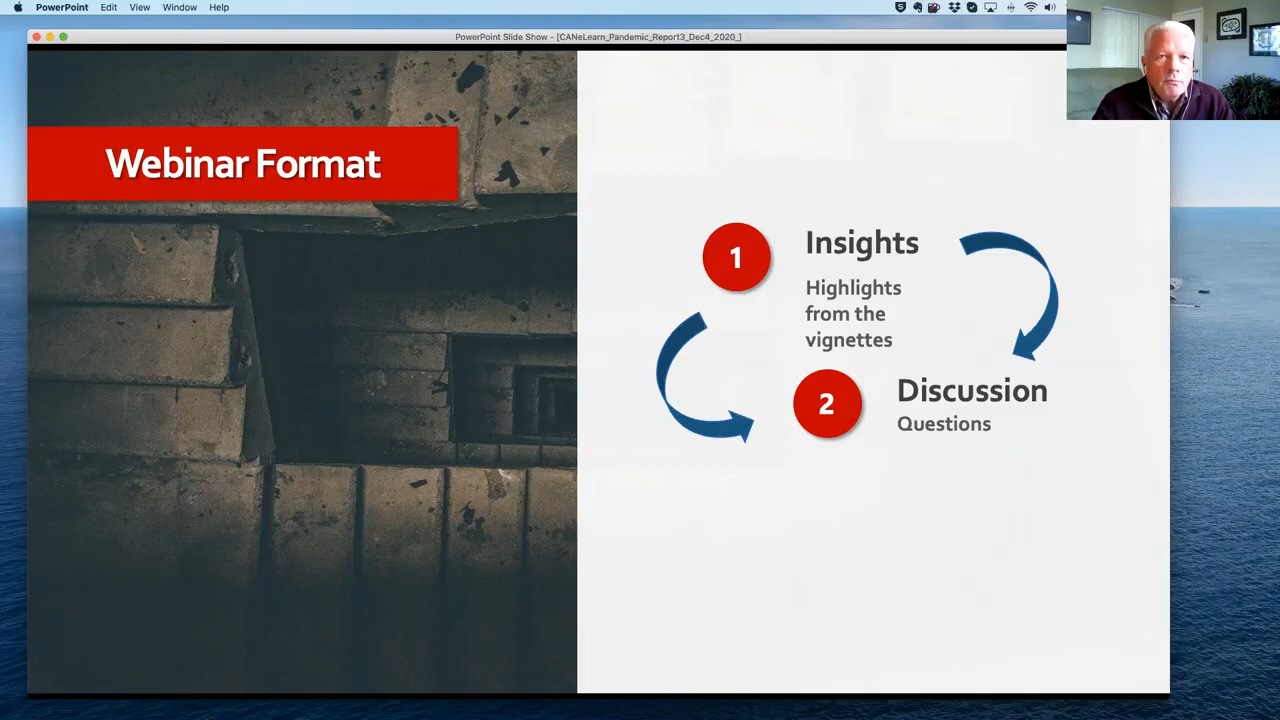 PowerPoint Edit View Window Help
PowerPoint Slide Show - [CANeLearn_Pandemic_Report3_Dec4_2020_]
Webinar Format
1
Insights
Highlights
from the
vignettes
2
Discussion
Questions